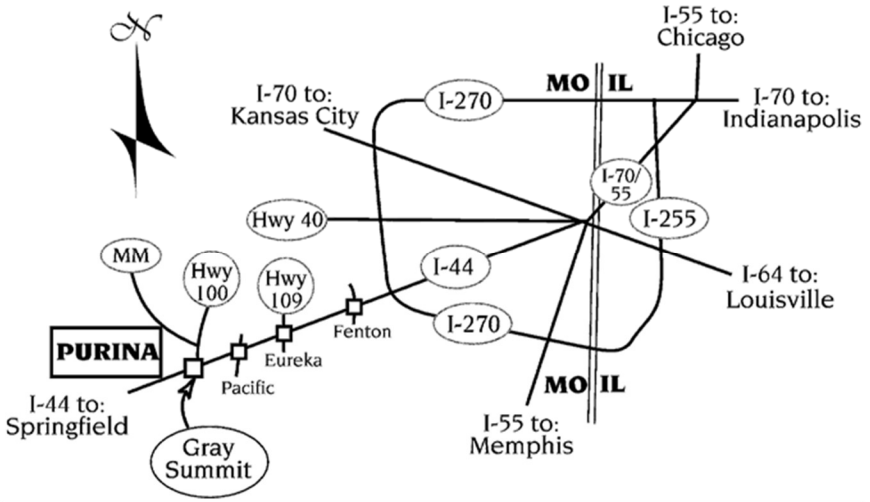 N
I-55 to:
Chicago
MO IL
I-70 to:
Kansas City
I-270
I-70 to:
Indianapolis
I-70/
55
Hwy 40
I-255
MM
Hwy
100
Hwy
109
I-44
I-64 to:
Louisville
Fenton
I-270
PURINA
Eureka
Pacific
MO IL
I-44 to:
Springfield
I-55 to:
Memphis
Gray
Summit